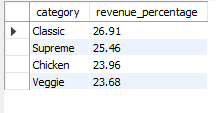 category revenue_percentage
Classic 26.91
Supreme 25.46
Chicken 23.96
Veggie 23.68